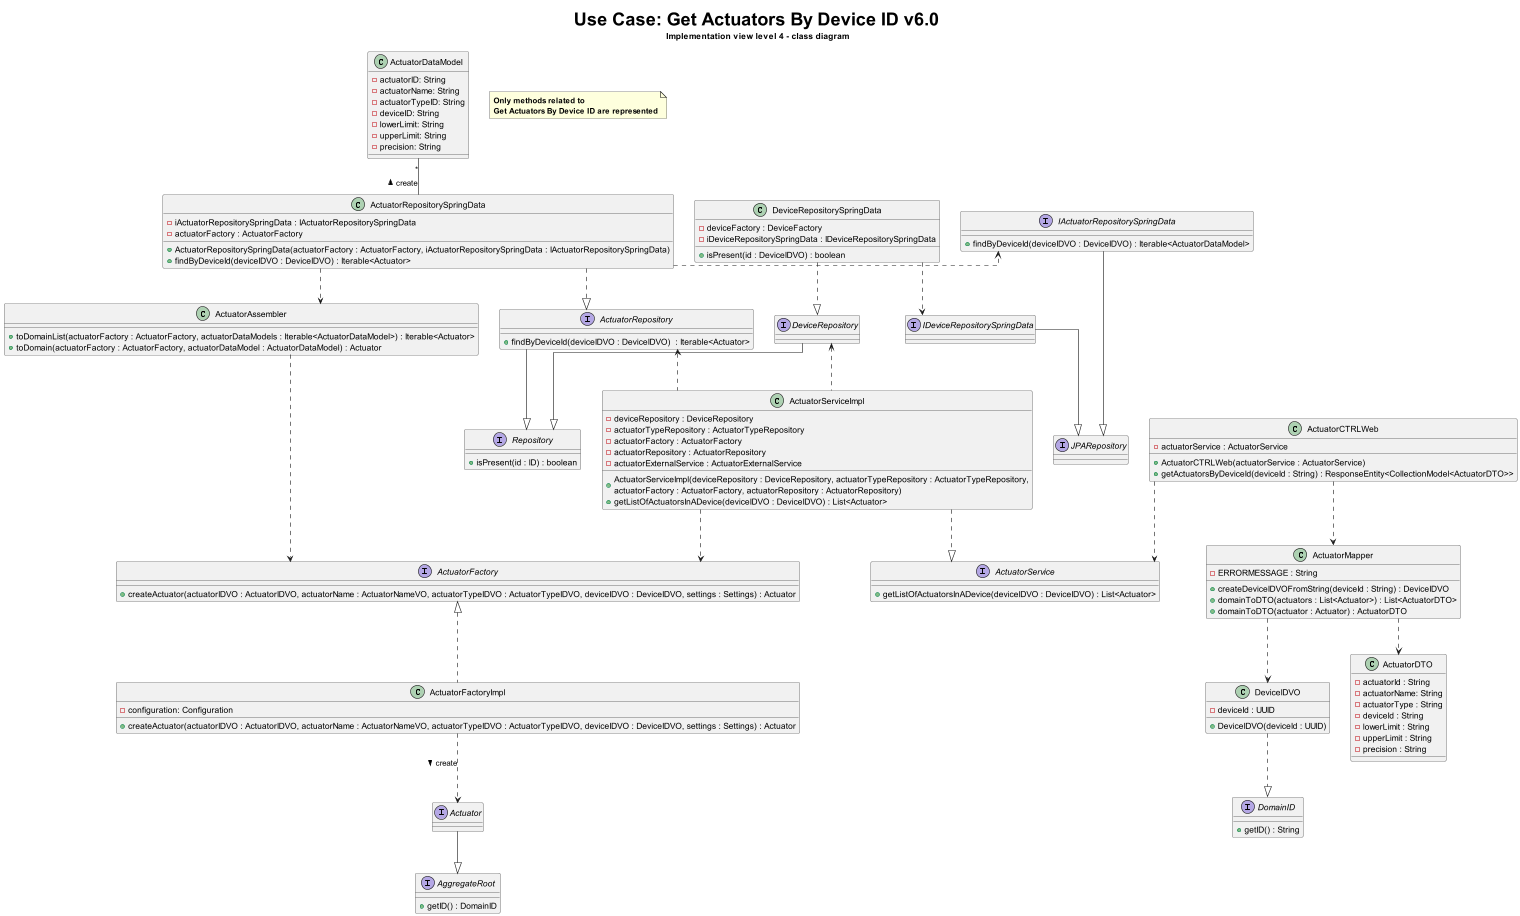 Use Case: Get Actuators By Device ID v6.0
Implementation view level 4 - class diagram
C ActuatorDataModel
actuatorID: String
actuatorName: String
actuatorTypeID: String
deviceID: String
lowerLimit: String
upperLimit: String
precision: String
Only methods related to
Get Actuators By Device ID are represented
*
create
C ActuatorRepositorySpringData
iActuatorRepositorySpringData : IActuatorRepositorySpringData
actuatorFactory : ActuatorFactory
ActuatorRepositorySpringData(actuatorFactory : ActuatorFactory, iActuatorRepositorySpringData : IActuatorRepositorySpringData)
findByDeviceId(deviceIDVO : DeviceIDVO) : Iterable<Actuator>
C DeviceRepositorySpringData
deviceFactory : DeviceFactory
iDeviceRepositorySpringData : IDeviceRepositorySpringData
isPresent(id : DeviceIDVO) : boolean
I IActuatorRepositorySpringData
findByDeviceId(deviceIDVO : DeviceIDVO) : Iterable<ActuatorDataModel>
C ActuatorAssembler
toDomainList(actuatorFactory : ActuatorFactory, actuatorDataModels : Iterable<ActuatorDataModel>) : Iterable<Actuator>
toDomain(actuatorFactory : ActuatorFactory, actuatorDataModel : ActuatorDataModel) : Actuator
I ActuatorRepository
findByDeviceId(deviceIDVO : DeviceIDVO) : Iterable<Actuator>
I DeviceRepository
I IDeviceRepositorySpringData
C ActuatorServiceImpl
deviceRepository : DeviceRepository
actuatorTypeRepository : ActuatorTypeRepository
actuatorFactory : ActuatorFactory
actuatorRepository : ActuatorRepository
actuatorExternalService : ActuatorExternalService
ActuatorServiceImpl(deviceRepository : DeviceRepository, actuatorTypeRepository : ActuatorTypeRepository,
actuatorFactory : ActuatorFactory, actuatorRepository : ActuatorRepository)
getListOfActuatorsInADevice(deviceIDVO : DeviceIDVO) : List<Actuator>
I Repository
isPresent(id : ID) : boolean
I JPARepository
C ActuatorCTRLWeb
actuatorService : ActuatorService
ActuatorCTRLWeb(actuatorService : ActuatorService)
getActuatorsByDeviceId(deviceId : String) : ResponseEntity<CollectionModel<ActuatorDTO>>
I ActuatorFactory
createActuator(actuatorIDVO : ActuatorIDVO, actuatorName : ActuatorNameVO, actuatorTypeIDVO : ActuatorTypeIDVO, deviceIDVO : DeviceIDVO, settings : Settings) : Actuator
I ActuatorService
getListOfActuatorsInADevice(deviceIDVO : DeviceIDVO) : List<Actuator>
C ActuatorMapper
ERRORMESSAGE : String
createDeviceIDVOFromString(deviceId : String) : DeviceIDVO
domainToDTO(actuators : List<Actuator>) : List<ActuatorDTO>
domainToDTO(actuator : Actuator) : ActuatorDTO
C ActuatorFactoryImpl
configuration: Configuration
createActuator(actuatorIDVO : ActuatorIDVO, actuatorName : ActuatorNameVO, actuatorTypeIDVO : ActuatorTypeIDVO, deviceIDVO : DeviceIDVO, settings : Settings) : Actuator
C DeviceIDVO
deviceId : UUID
DeviceIDVO(deviceId : UUID)
C ActuatorDTO
actuatorId : String
actuatorName: String
actuatorType : String
deviceId : String
lowerLimit : String
upperLimit : String
precision : String
create
I Actuator
I DomainID
getID() : String
I AggregateRoot
getID() : DomainID